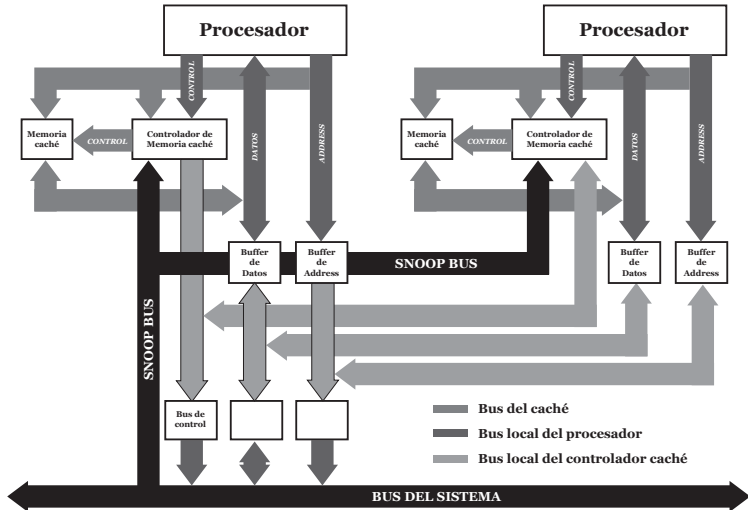 Procesador
Procesador
CONTROL
CONTROL
Memoria
caché
CONTROL
Controlador de
Memoria caché
DATOS
ADDRESS
Memoria
caché
CONTROL
Controlador de
Memoria caché
DATOS
ADDRESS
Buffer
de
Datos
Buffer
de
Address
SNOOP BUS
Buffer
de
Datos
Buffer
de
Address
SNOOP BUS
Bus de
control
Bus del caché
Bus local del procesador
Bus local del controlador caché
BUS DEL SISTEMA